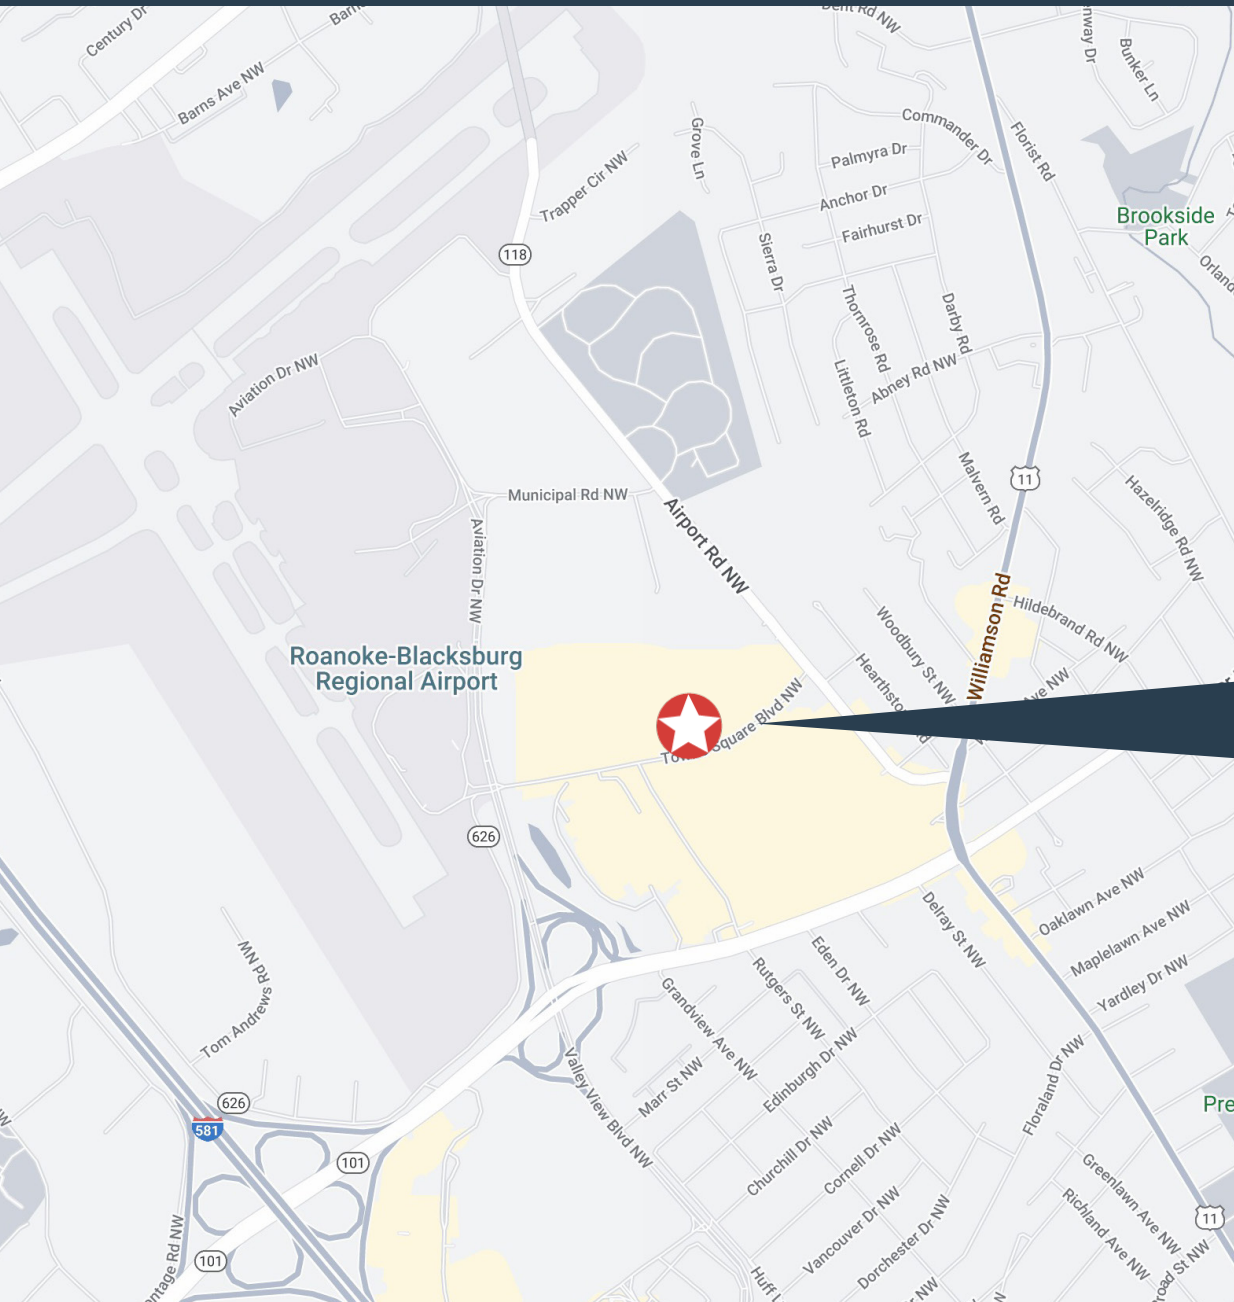 Century Dr
Barns Ave NW
Dent Rd NW
Bunker Ln
Grove Ln
Commander Dr
Florist Rd
Palmyra Dr
Trapper Cir NW
Anchor Dr
Brookside
Park
Fairhurst Dr
118
Sierra Dr
Thornrose Rd
Darby Rd
Aviation Dr NW
Abney Rd NW
Littleton Rd
Malvern Rd
11
Hazelridge Rd NW
Municipal Rd NW
Airport Rd NW
Aviation Dr NW
Williamson Rd
Hildebrand Rd NW
Woodbury St NW
Roanoke-Blacksburg
Regional Airport
Ave NW
Square Blvd NW
626
Oaklawn Ave NW
Delray St NW
Maplelawn Ave NW
Eden Dr NW
Yardley Dr NW
Tom Andrews Rd NW
Rutgers St NW
Grandview Ave NW
Edinburgh Dr NW
Marr St NW
Floraland Dr NW
Valley View Blvd NW
626
581
101
Churchill Dr NW
Cornell Dr NW
Greenlawn Ave NW
Richland Ave NW
Vancouver Dr NW
Dorchester Dr NW
11
101